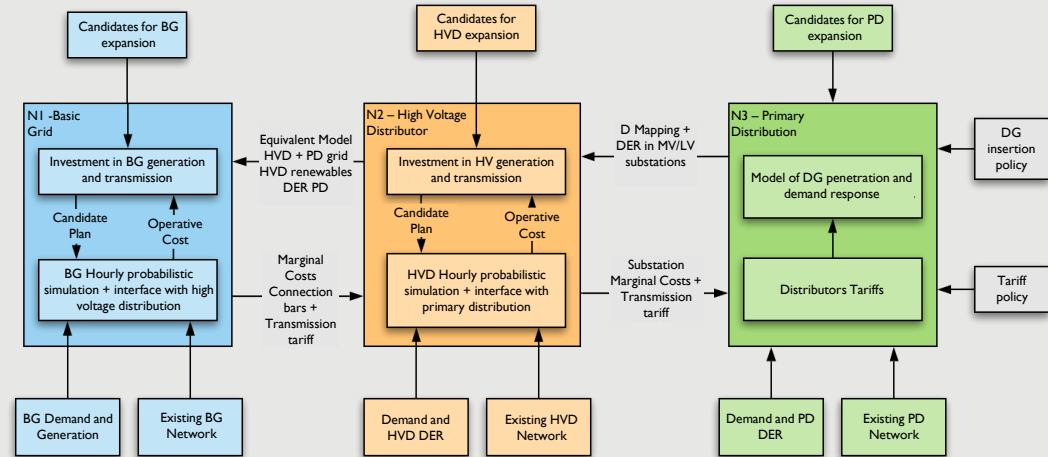 Candidates for BG
expansion
Candidates for
HVD expansion
Candidates for PD
expansion
N1 -Basic
Grid
Investment in BG generation
and transmission
Candidate
Plan
Operative
Cost
BG Hourly probabilistic
simulation + interface with high
voltage distribution
BG Demand and
Generation
Existing BG
Network
Equivalent Model
HVD + PD grid
HVD renewables
DER PD
Marginal
Costs
Connection
bars +
Transmission
tariff
N2 – High Voltage
Distributor
Investment in HV generation
and transmission
Candidate
Plan
Operative
Cost
HVD Hourly probabilistic
simulation + interface with
primary distribution
Demand and
HVD DER
Existing HVD
Network
D Mapping +
DER in MV/LV
substations
Substation
Marginal Costs +
Transmission
tariff
N3 – Primary
Distribution
Model of DG penetration and
demand response
Distributors Tariffs
Demand and PD
DER
Existing PD
Network
DG
insertion
policy
Tariff
policy